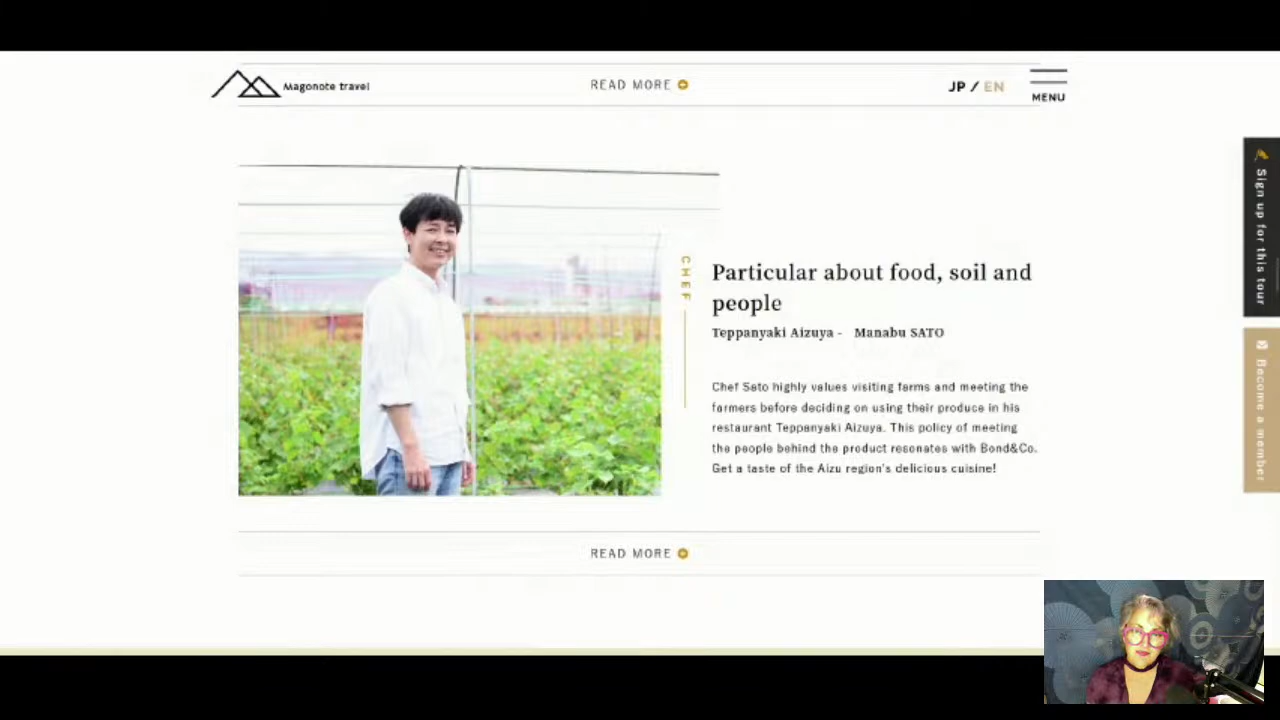 Magonote travel
READ MORE
JP / EN
MENU
Sign up for this tour
Become a member
CHEF
Particular about food, soil and
people
Teppanyaki Aizuya - Manabu SATO
Chef Sato highly values visiting farms and meeting the
farmers before deciding on using their produce in his
restaurant Teppanyaki Aizuya. This policy of meeting
the people behind the product resonates with Bond&Co.
Get a taste of the Aizu region's delicious cuisine!
READ MORE